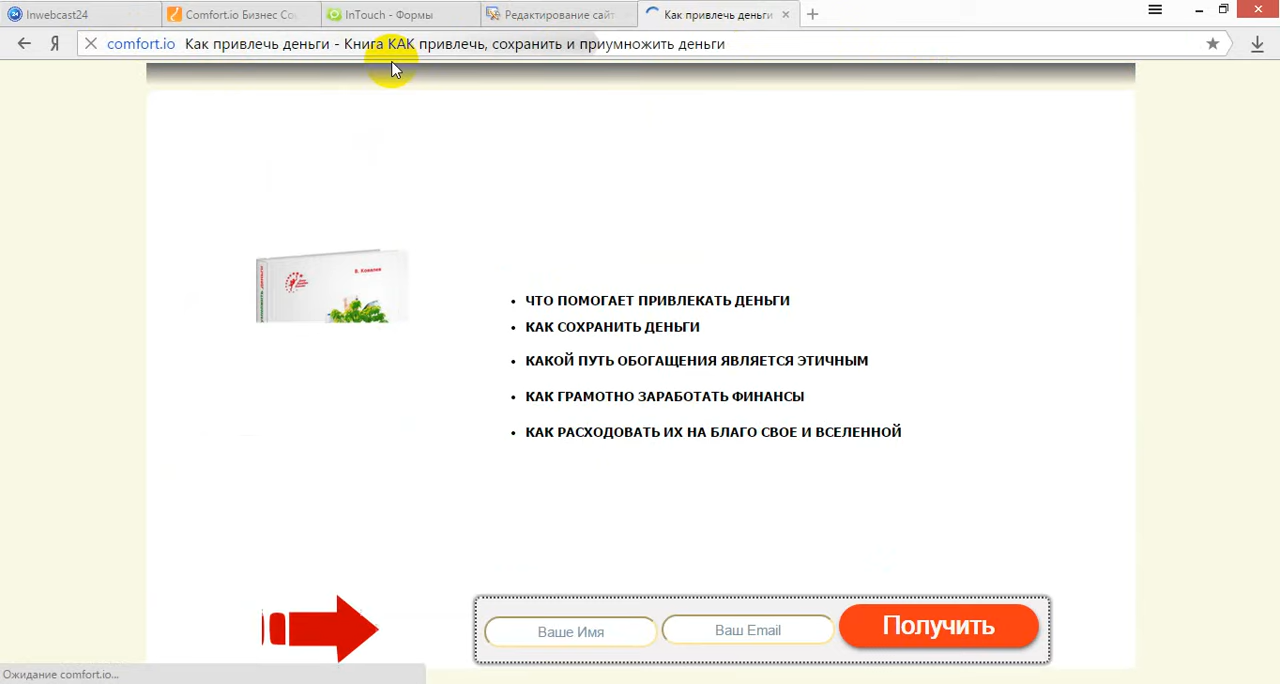 Inwebcast24
Comfort.io Бизнес Соц
InTouch - Формы
Редактирование сайт
Как привлечь деньги
Я
comfort.io Как привлечь деньги - Книга КАК привлечь, сохранить и приумножить деньги
В. Ковалев
ЧТО ПОМОГАЕТ ПРИВЛЕКАТЬ ДЕНЬГИ
КАК СОХРАНИТЬ ДЕНЬГИ
КАКОЙ ПУТЬ ОБОГАЩЕНИЯ ЯВЛЯЕТСЯ ЭТИЧНЫМ
КАК ГРАМОТНО ЗАРАБОТАТЬ ФИНАНСЫ
КАК РАСХОДОВАТЬ ИХ НА БЛАГО СВОЕ И ВСЕЛЕННОЙ
Ваше Имя
Ваш Email
Получить
Ожидание comfort.io...